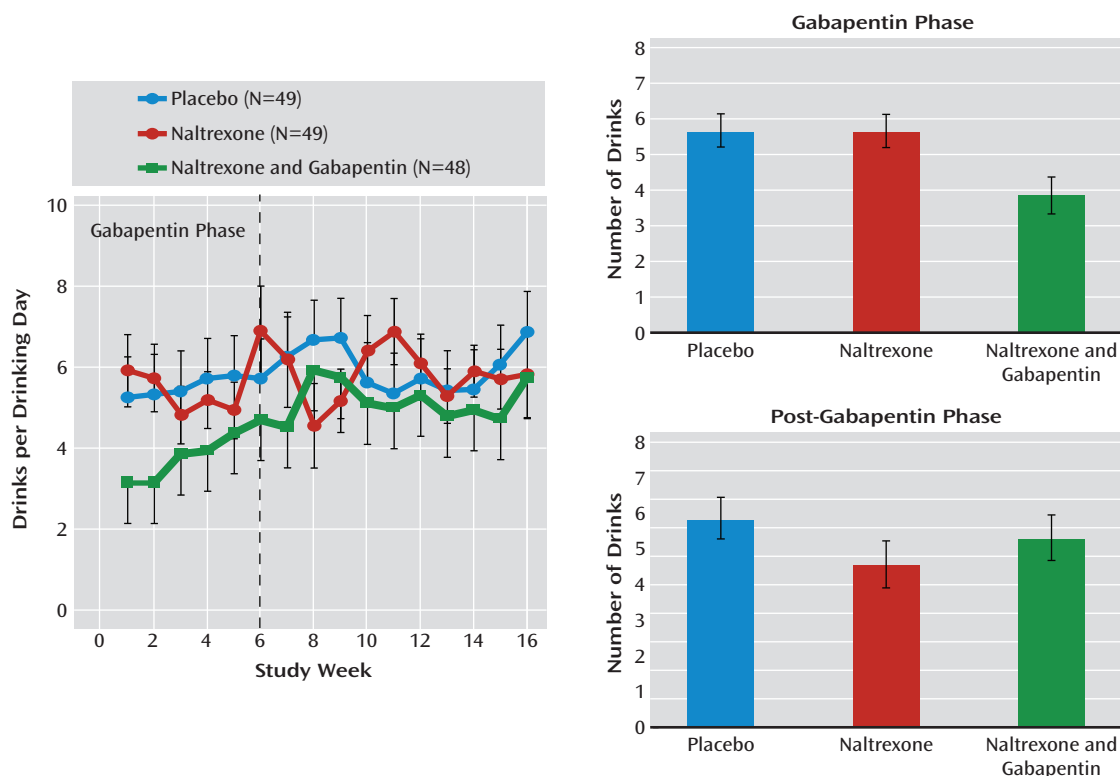 Placebo (N=49)
Naltrexone (N=49)
Naltrexone and Gabapentin (N=48)
Gabapentin Phase
Drinks per Drinking Day
10
8
6
4
2
0
0 2 4 6 8 10 12 14 16
Study Week
Gabapentin Phase
Number of Drinks
8
7
6
5
4
3
2
1
0
Placebo Naltrexone Naltrexone and
Gabapentin
Post-Gabapentin Phase
Number of Drinks
8
7
6
5
4
3
2
1
0
Placebo Naltrexone Naltrexone and
Gabapentin